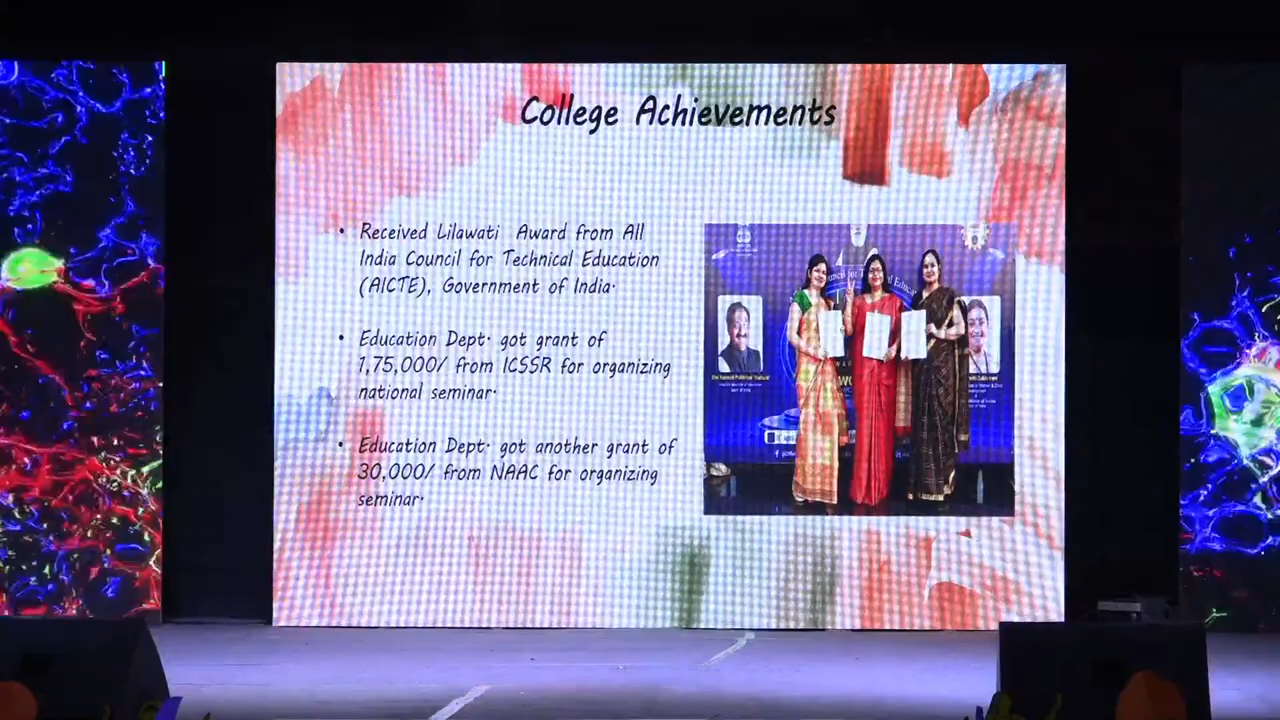 College Achievements
• Received Lilawati Award from All
India Council for Technical Education
(AICTE), Government of India.
• Education Dept. got grant of
1,75,000/ from ICSSR for organizing
national seminar.
• Education Dept. got another grant of
30,000/ from NAAC for organizing
seminar.